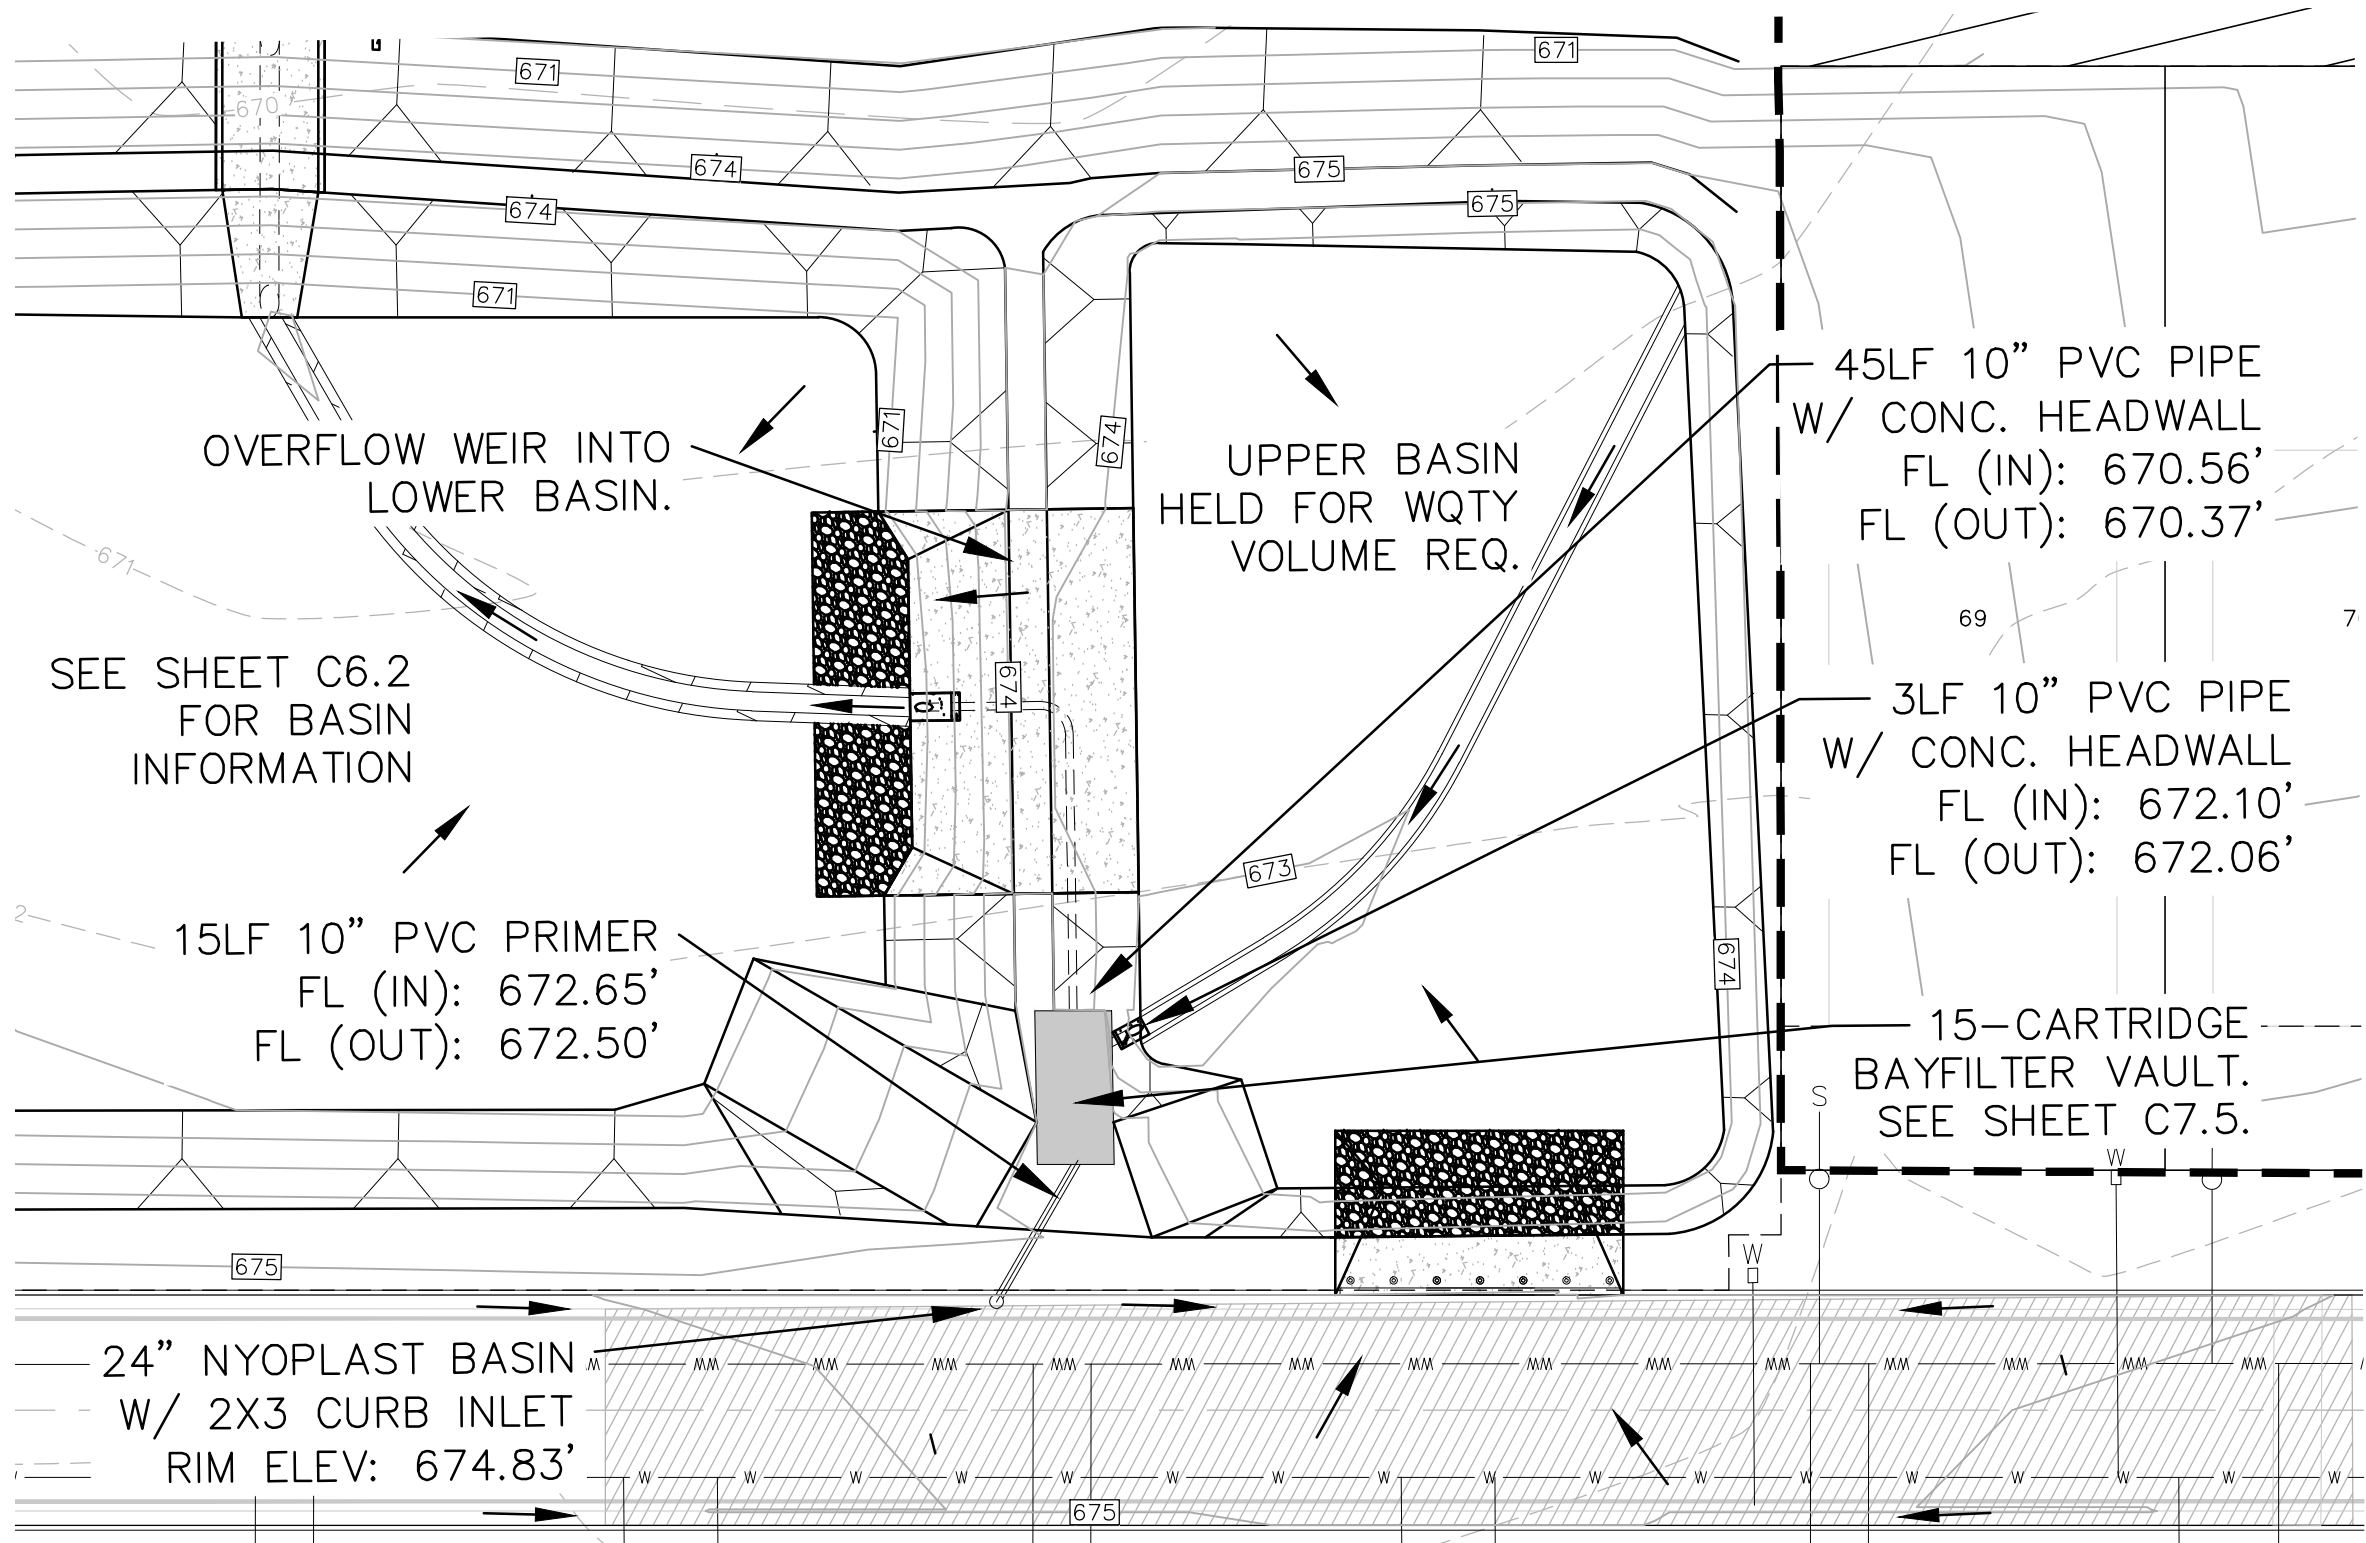 671
671
670
674
675
674
675
671
45LF 10” PVC PIPE
W/ CONC. HEADWALL
FL (IN): 670.56’
FL (OUT): 670.37’
OVERFLOW WEIR INTO
LOWER BASIN.
671
674
UPPER BASIN
HELD FOR WQTY
VOLUME REQ.
671
69
SEE SHEET C6.2
FOR BASIN
INFORMATION
674
3LF 10” PVC PIPE
W/ CONC. HEADWALL
FL (IN): 672.10’
FL (OUT): 672.06’
673
2
15LF 10” PVC PRIMER
FL (IN): 672.65’
FL (OUT): 672.50’
674
15-CARTRIDGE
BAYFILTER VAULT.
SEE SHEET C7.5.
S
W
W
675
24” NYOPLAST BASIN
W/ 2X3 CURB INLET
RIM ELEV: 674.83’
W W W W W W W W W W W W W W W W W
675